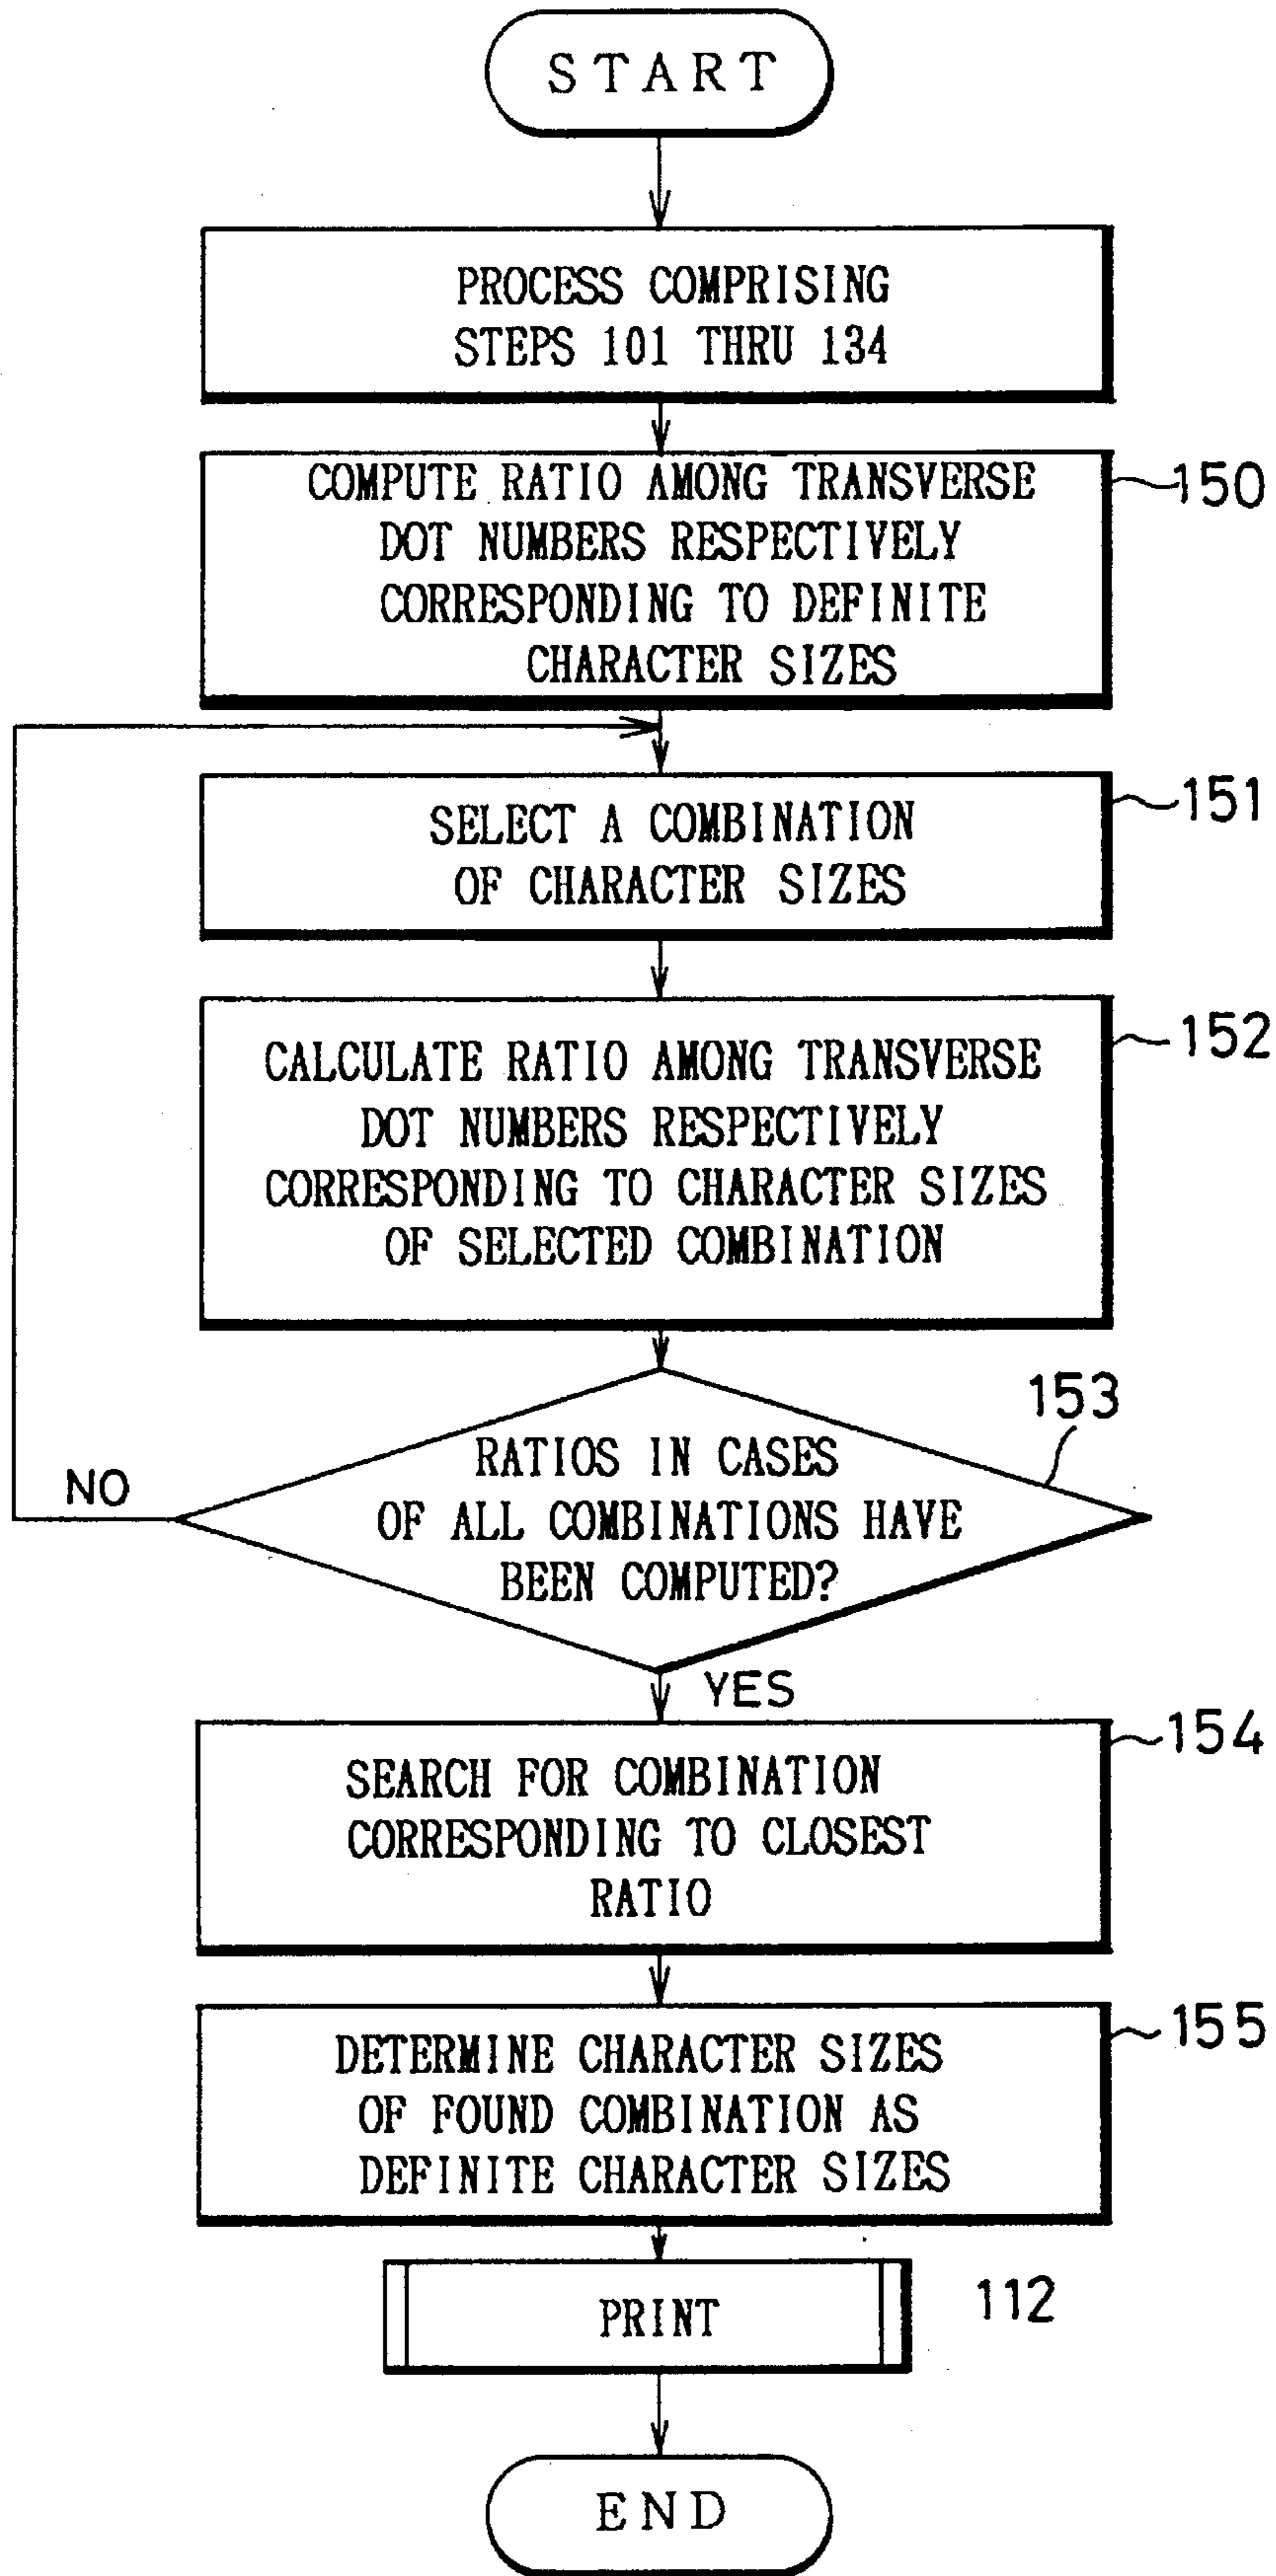 START
PROCESS COMPRISING
STEPS 101 THRU 134
COMPUTE RATIO AMONG TRANSVERSE
DOT NUMBERS RESPECTIVELY
CORRESPONDING TO DEFINITE
CHARACTER SIZES
150
SELECT A COMBINATION
OF CHARACTER SIZES
151
CALCULATE RATIO AMONG TRANSVERSE
DOT NUMBERS RESPECTIVELY
CORRESPONDING TO CHARACTER SIZES
OF SELECTED COMBINATION
152
RATIOS IN CASES
OF ALL COMBINATIONS HAVE
BEEN COMPUTED?
153
NO
YES
SEARCH FOR COMBINATION
CORRESPONDING TO CLOSEST
RATIO
154
DETERMINE CHARACTER SIZES
OF FOUND COMBINATION AS
DEFINITE CHARACTER SIZES
155
PRINT
112
END